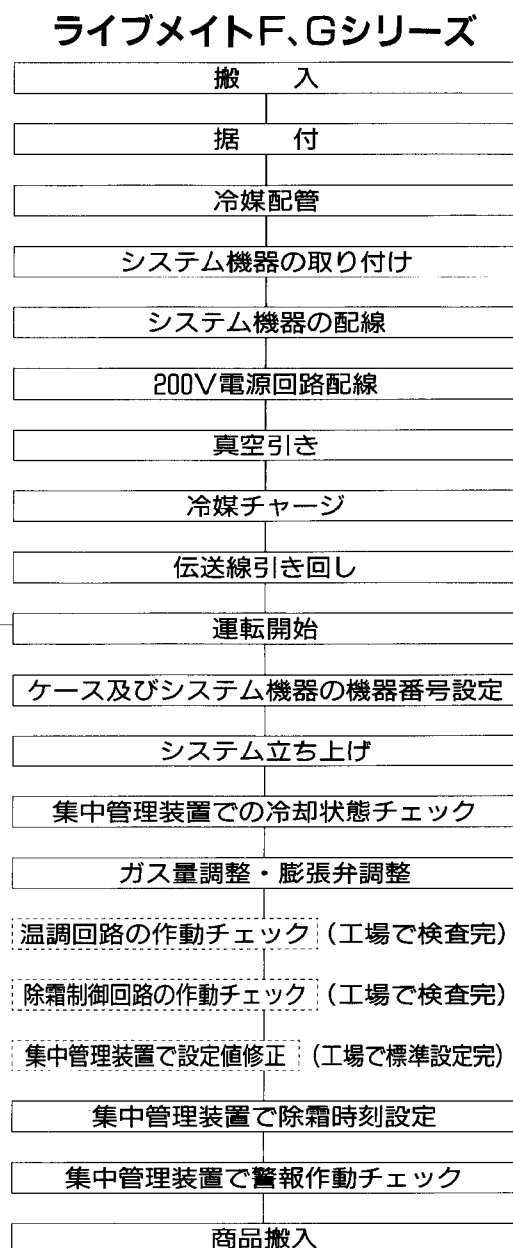 ライブメイトF、Gシリーズ
搬　入
据　付
冷媒配管
システム機器の取り付け
システム機器の配線
200V電源回路配線
真空引き
冷媒チャージ
伝送線引き回し
運転開始
ケース及びシステム機器の機器番号設定
システム立ち上げ
集中管理装置での冷却状態チェック
ガス量調整・膨張弁調整
温調回路の作動チェック（工場で検査完）
除霜制御回路の作動チェック（工場で検査完）
集中管理装置で設定値修正（工場で標準設定完）
集中管理装置で除霜時刻設定
集中管理装置で警報作動チェック
商品搬入